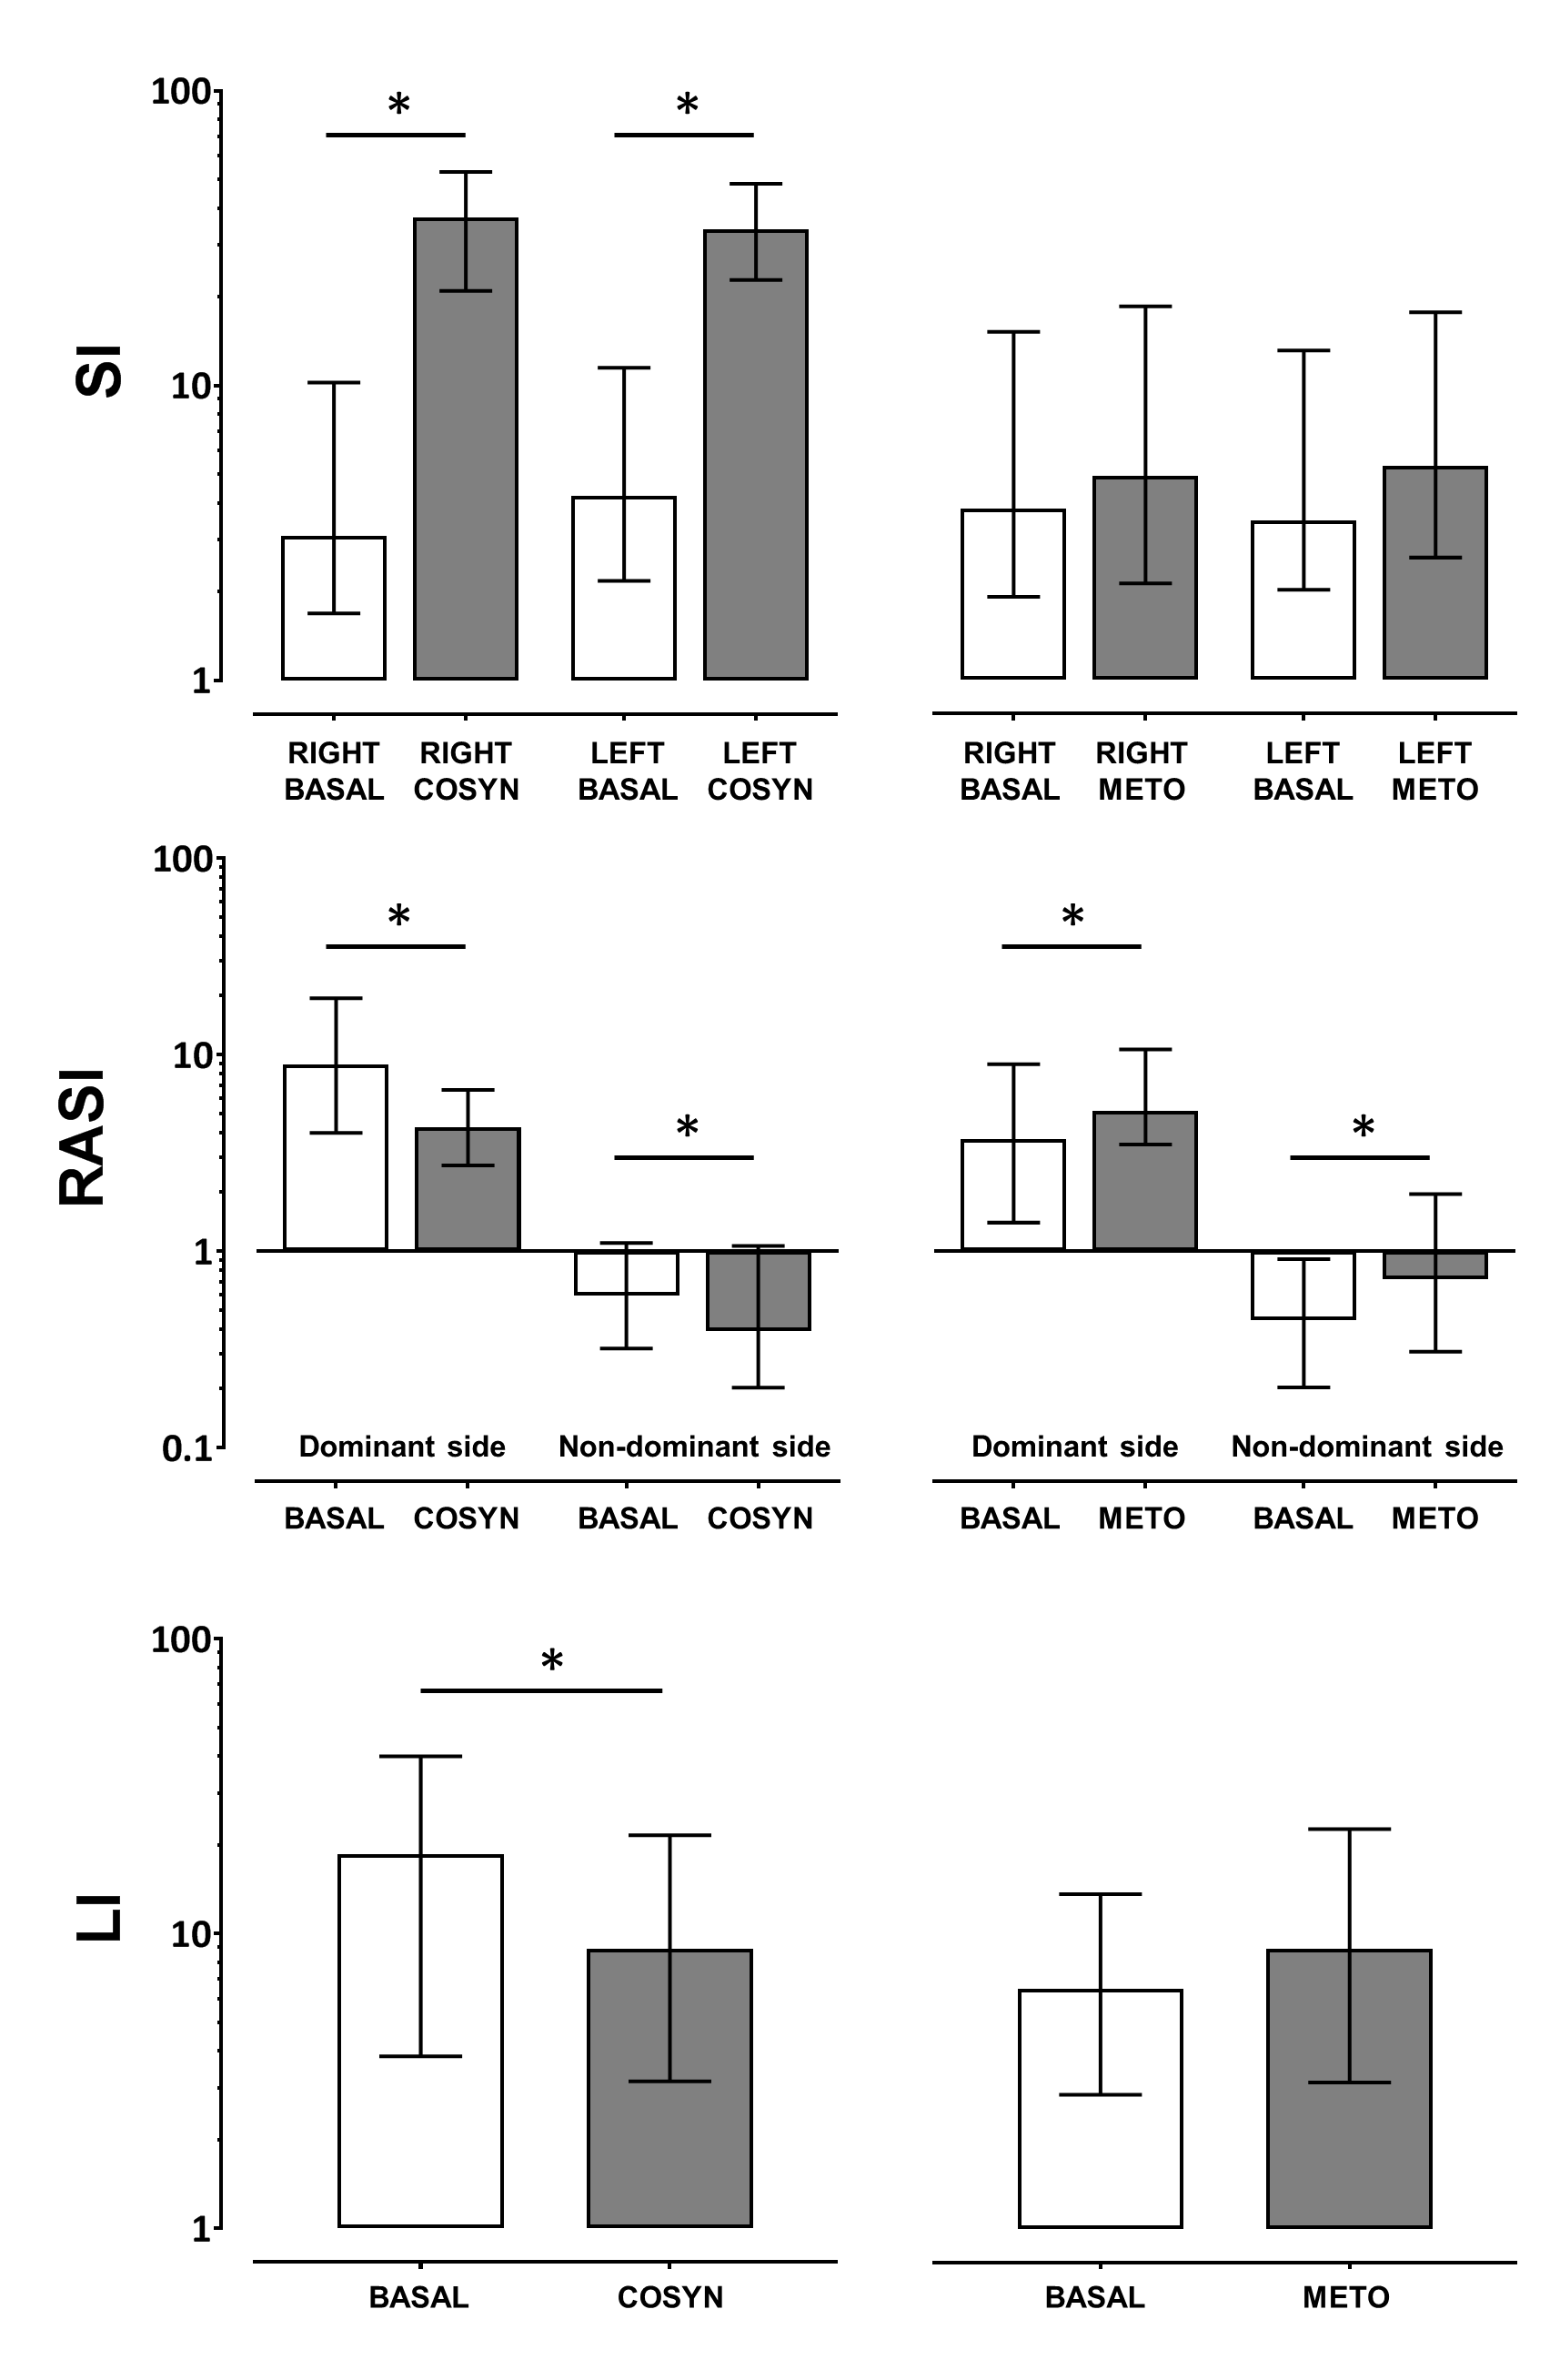 SI
100
10
1
* *
RIGHT RIGHT LEFT LEFT
BASAL COSYN BASAL COSYN
RIGHT RIGHT LEFT LEFT
BASAL METO BASAL METO
RASI
100
10
1
0.1
* *
Dominant side Non-dominant side
BASAL COSYN BASAL COSYN
* *
Dominant side Non-dominant side
BASAL METO BASAL METO
LI
100
10
1
*
BASAL COSYN
BASAL METO